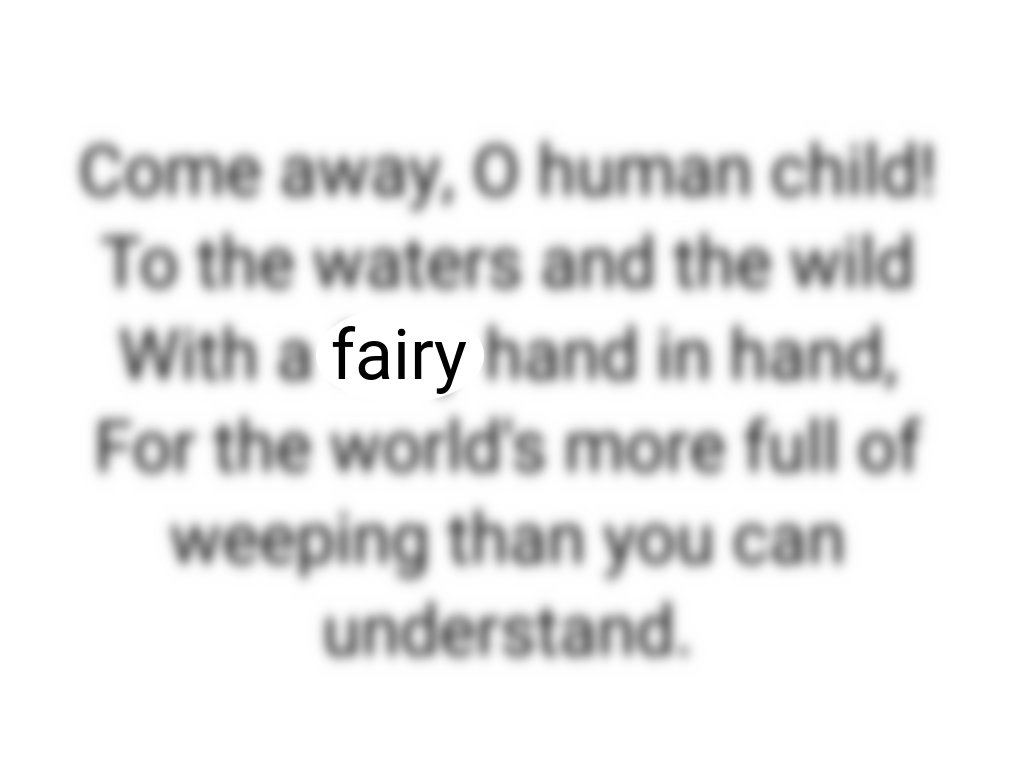 Come away, O human child!
To the waters and the wild
With a fairy hand in hand,
For the world's more full of
weeping than you can
understand.